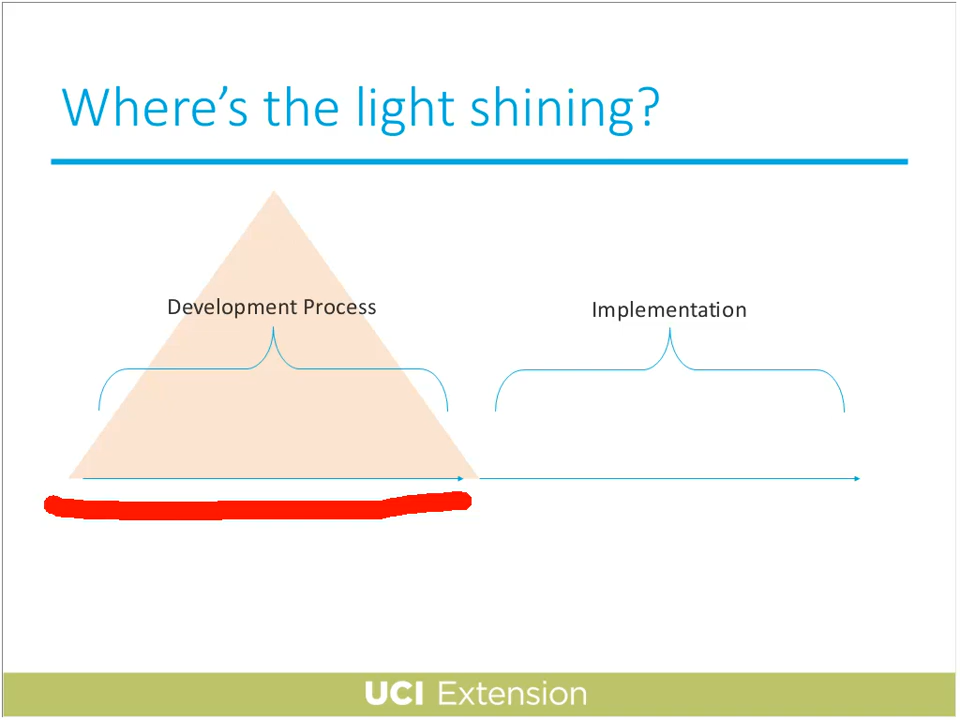 Where’s the light shining?
Development Process
Implementation
UCI Extension